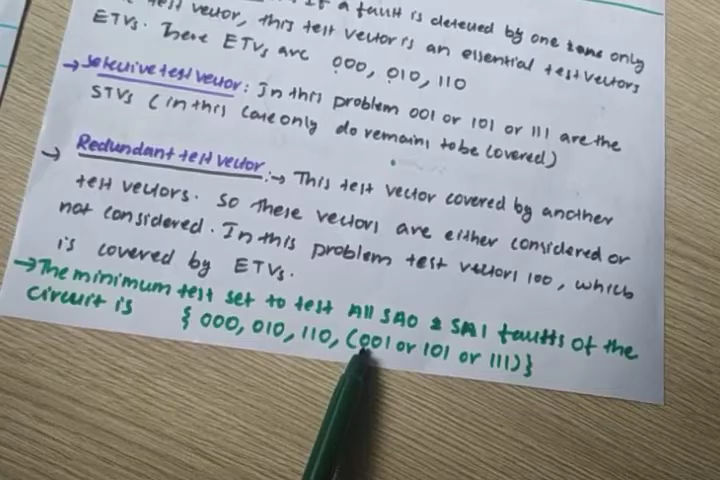 test vector, If a fault is detected by one only
this test vector is an essential test vectors
ETVs. These ETVs are 000, 010, 110
→ Selective test vector: In this problem 001 or 101 or 111 are the
STVs (in this case only d0 remains to be covered)
→ Redundant test vector :→ This test vector covered by another
test vectors. So these vectors are either considered or
not considered. In this problem test vectors 100, which
is covered by ETVs.
→ The minimum test set to test All SA0 & SA1 faults of the
circuit is { 000, 010, 110, (001 or 101 or 111)}